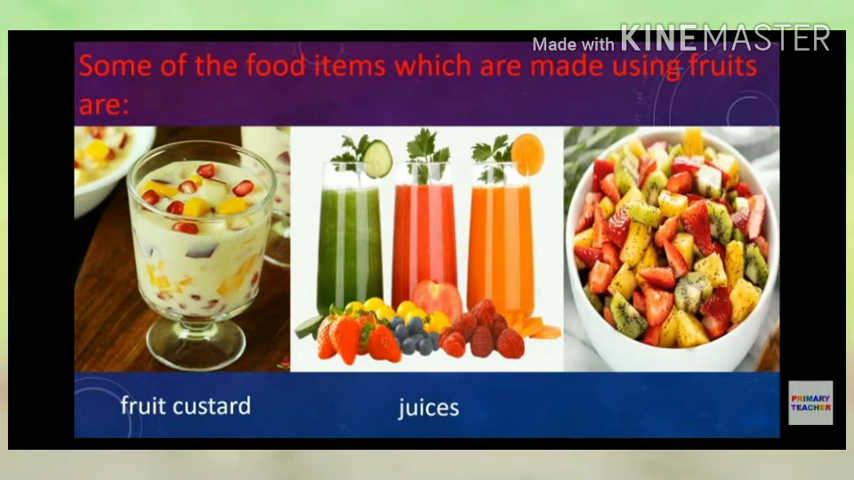 Made with KINEMASTER
Some of the food items which are made using fruits
are:
fruit custard
juices
PRIMARY
TEACHER